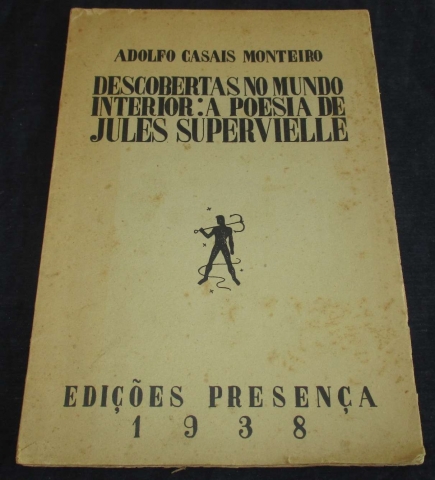 ADOLFO CASAIS MONTEIRO
DESCOBERTAS NO MUNDO
INTERIOR: A POESIA DE
JULES SUPERVIELLE
EDIÇÕES PRESENÇA
1938